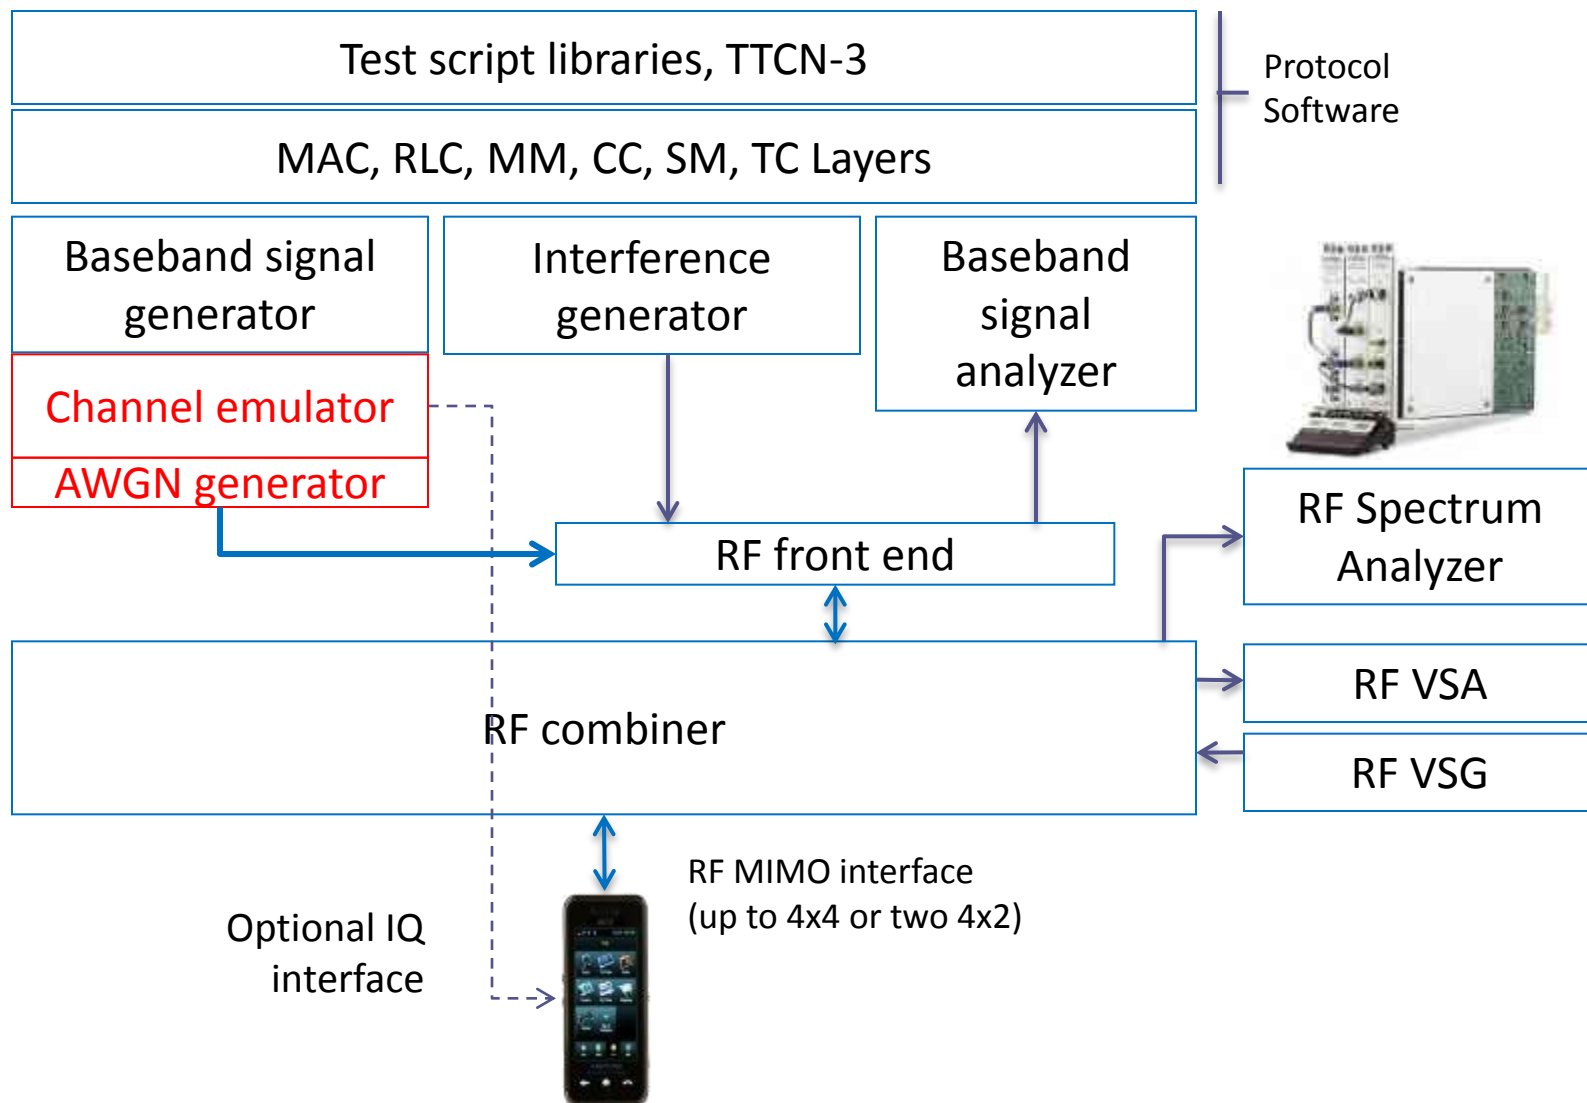 Test script libraries, TTCN-3
Protocol
Software
MAC, RLC, MM, CC, SM, TC Layers
Baseband signal
generator
Interference
generator
Baseband
signal
analyzer
Channel emulator
AWGN generator
RF front end
RF Spectrum
Analyzer
RF combiner
RF VSA
RF VSG
RF MIMO interface
(up to 4x4 or two 4x2)
Optional IQ
interface